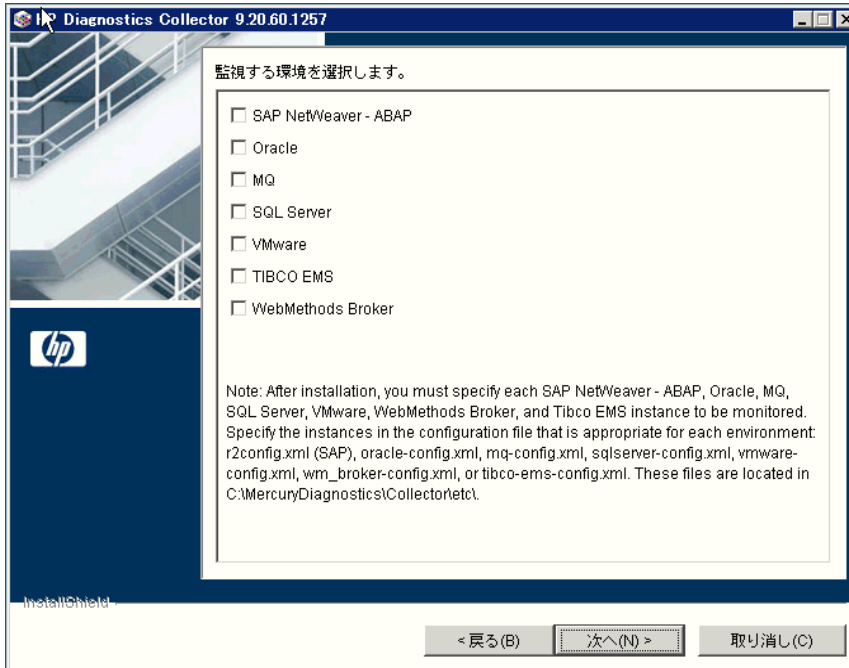 HP Diagnostics Collector 9.20.60.1257
監視する環境を選択します。
SAP NetWeaver - ABAP
Oracle
MQ
SQL Server
VMware
TIBCO EMS
WebMethods Broker
hp
Note: After installation, you must specify each SAP NetWeaver - ABAP, Oracle, MQ,
SQL Server, VMware, WebMethods Broker, and Tibco EMS instance to be monitored.
Specify the instances in the configuration file that is appropriate for each environment:
r2config.xml (SAP), oracle-config.xml, mq-config.xml, sqlserver-config.xml, vmware-
config.xml, wm_broker-config.xml, or tibco-ems-config.xml. These files are located in
C:\MercuryDiagnostics\Collector\etc\.
InstallShield
< 戻る(B)
次へ(N) >
取り消し(C)